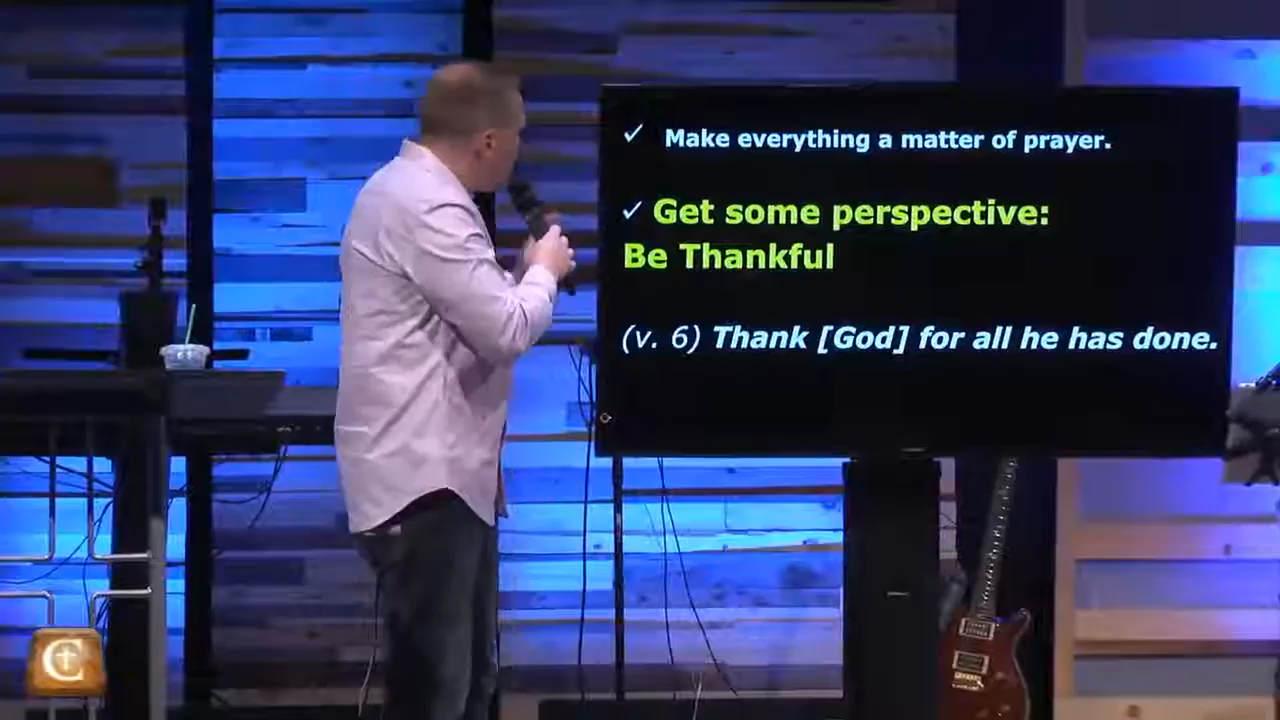 ✓ Make everything a matter of prayer.
✓ Get some perspective:
Be Thankful
(v. 6) Thank [God] for all he has done.
C